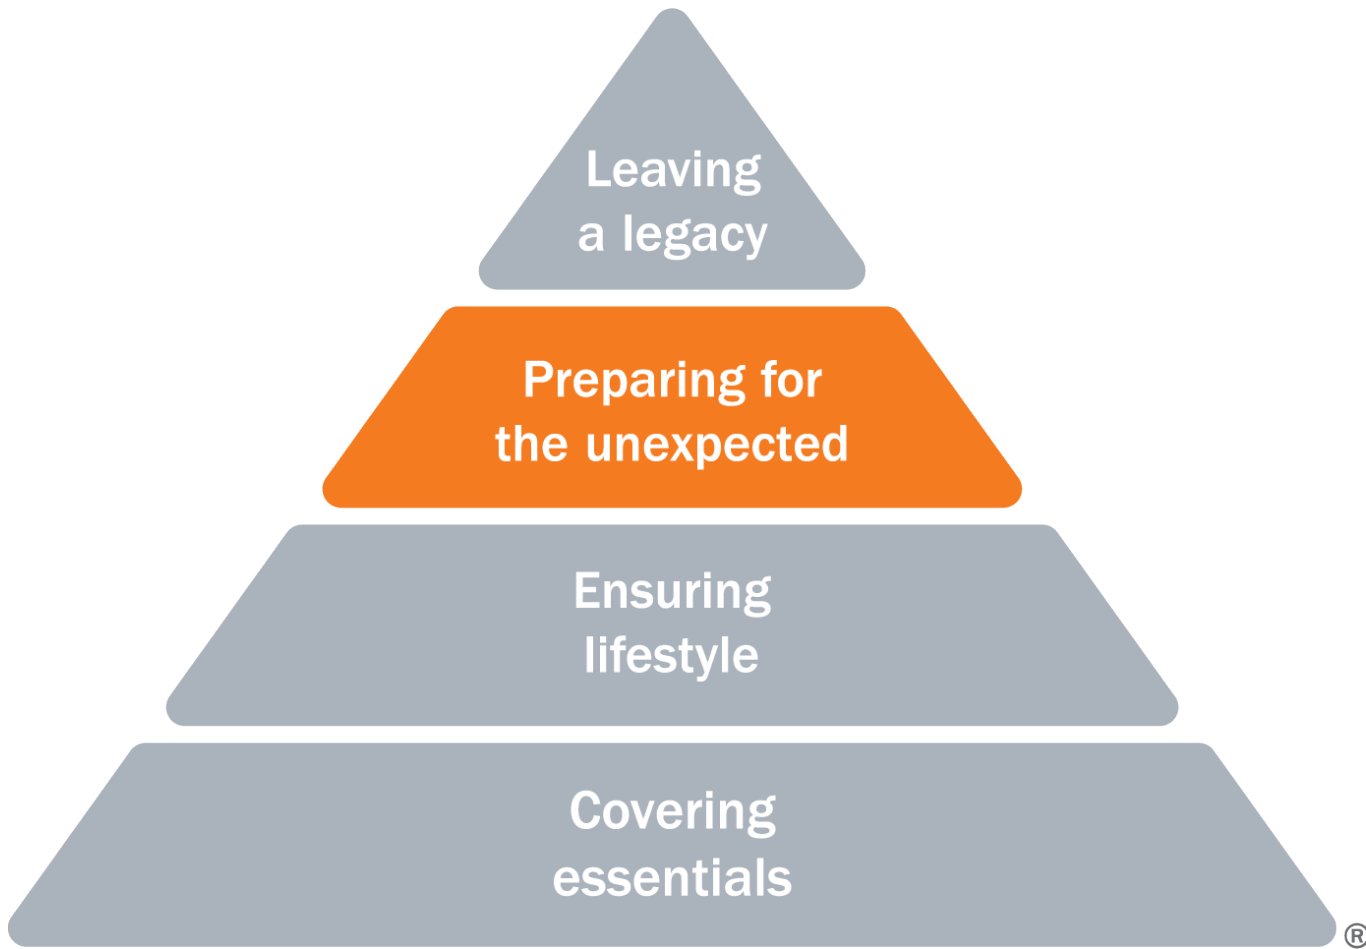 Leaving
a legacy
Preparing for
the unexpected
Ensuring
lifestyle
Covering
essentials
®